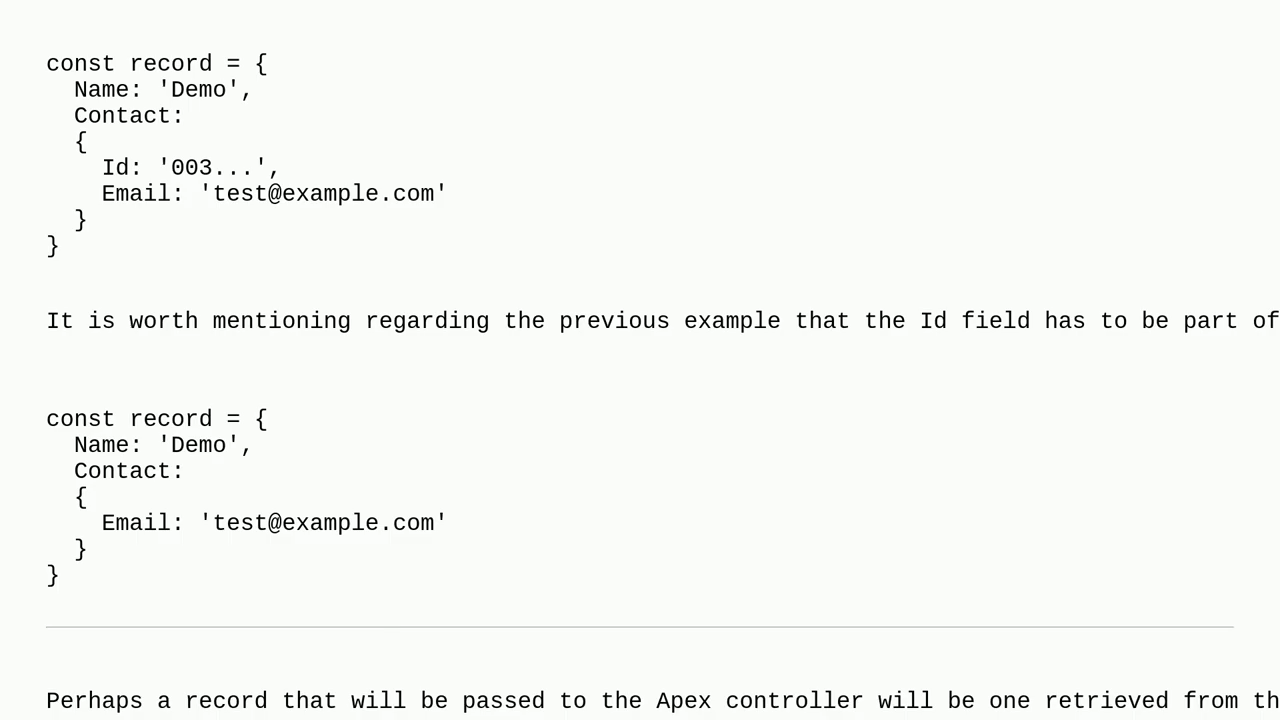 const record = {
  Name: 'Demo',
  Contact:
  {
    Id: '003...',
    Email: 'test@example.com'
  }
}
It is worth mentioning regarding the previous example that the Id field has to be part of
const record = {
  Name: 'Demo',
  Contact:
  {
    Email: 'test@example.com'
  }
}
Perhaps a record that will be passed to the Apex controller will be one retrieved from th